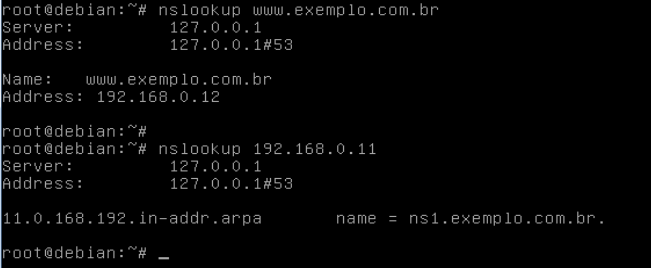 root@debian:~# nslookup www.exemplo.com.br
Server: 127.0.0.1
Address: 127.0.0.1#53
Name: www.exemplo.com.br
Address: 192.168.0.12
root@debian:~#
root@debian:~# nslookup 192.168.0.11
Server: 127.0.0.1
Address: 127.0.0.1#53
11.0.168.192.in-addr.arpa name = ns1.exemplo.com.br.
root@debian:~# _